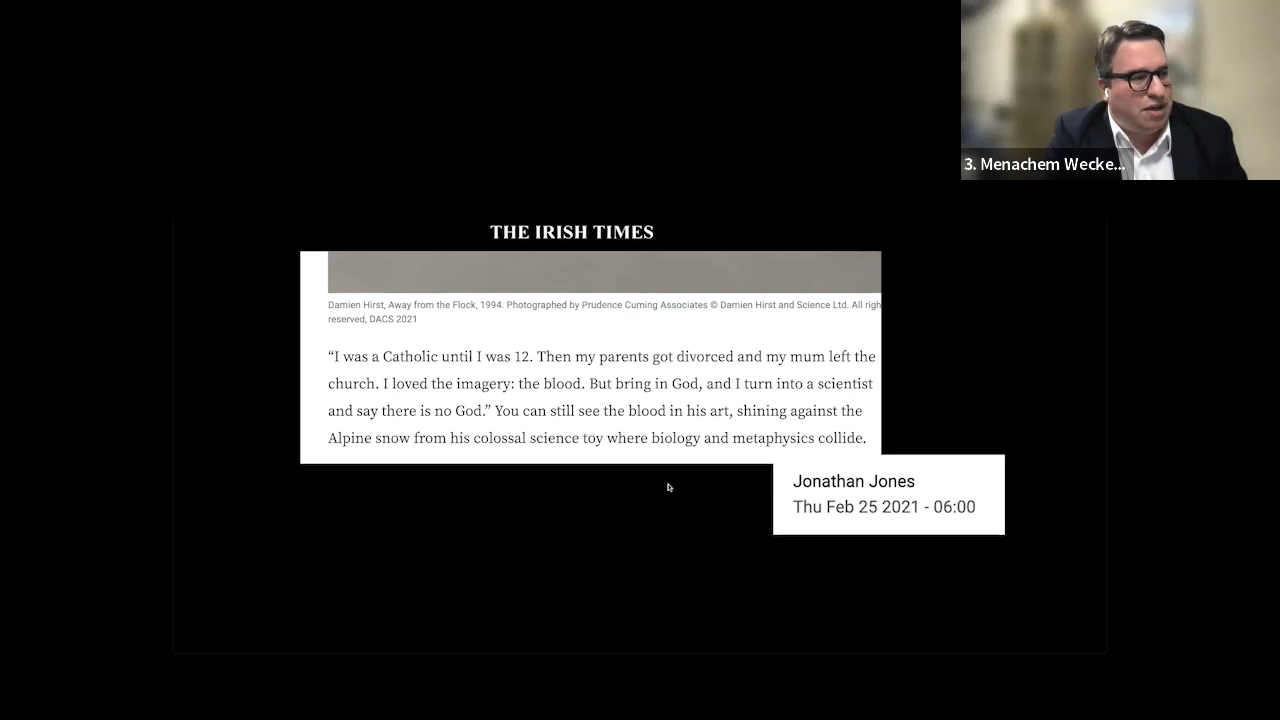 3. Menachem Wecke...
THE IRISH TIMES
Damien Hirst, Away from the Flock, 1994. Photographed by Prudence Cuming Associates © Damien Hirst and Science Ltd. All righ
reserved, DACS 2021
“I was a Catholic until I was 12. Then my parents got divorced and my mum left the
church. I loved the imagery: the blood. But bring in God, and I turn into a scientist
and say there is no God.” You can still see the blood in his art, shining against the
Alpine snow from his colossal science toy where biology and metaphysics collide.
Jonathan Jones
Thu Feb 25 2021 - 06:00